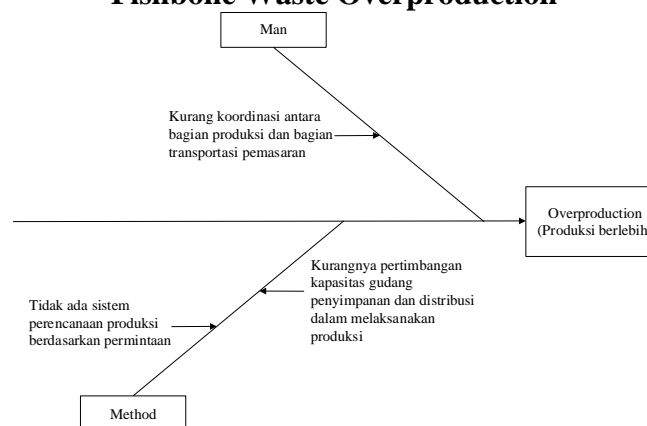 Fishbone Waste Overproduction
Man
Kurang koordinasi antara
bagian produksi dan bagian
transportasi pemasaran
Overproduction
(Produksi berlebih
Kurangnya pertimbangan
kapasitas gudang
penyimpanan dan distribusi
dalam melaksanakan
produksi
Tidak ada sistem
perencanaan produksi
berdasarkan permintaan
Method